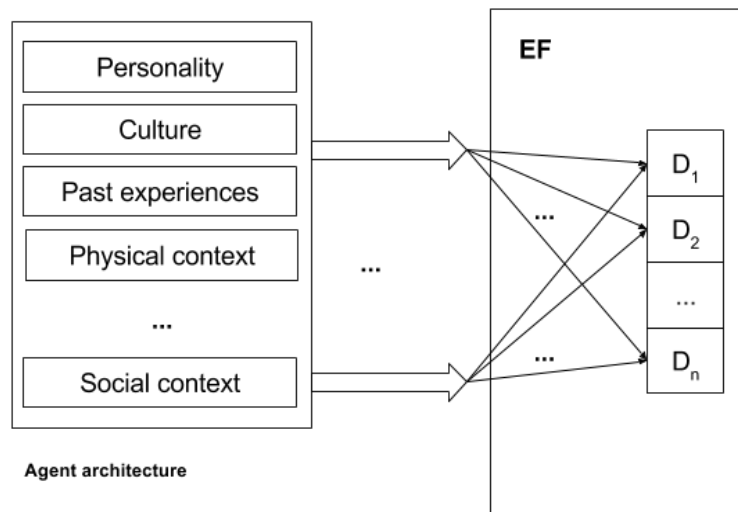 Personality
Culture
Past experiences
Physical context
...
Social context
Agent architecture
...
EF
...
...
D1
D2
...
Dn